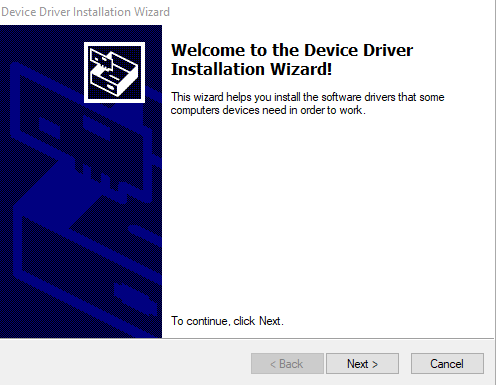 Device Driver Installation Wizard
Welcome to the Device Driver
Installation Wizard!
This wizard helps you install the software drivers that some
computers devices need in order to work.
To continue, click Next.
< Back
Next >
Cancel